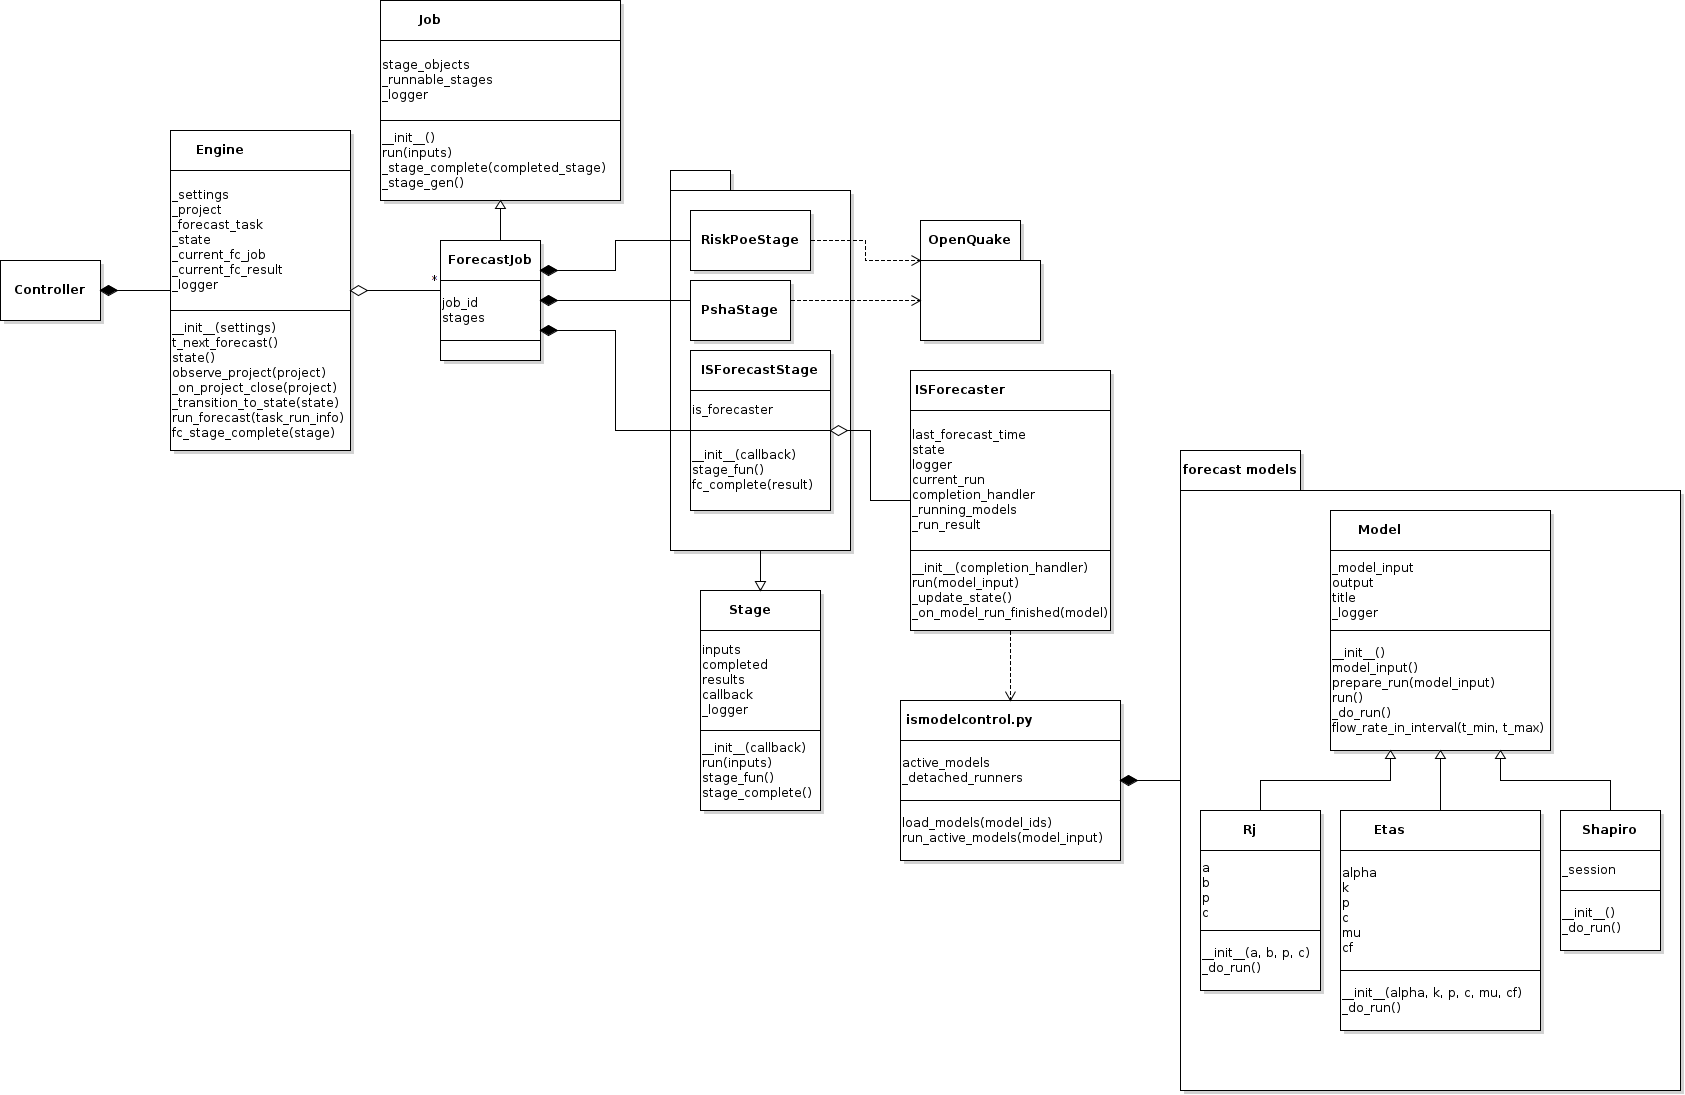 Job
stage_objects
_runnable_stages
_logger
__init__()
run(inputs)
_stage_complete(completed_stage)
_stage_gen()
Engine
_settings
_project
_forecast_task
_state
_current_fc_job
_current_fc_result
_logger
__init__(settings)
t_next_forecast()
state()
observe_project(project)
_on_project_close(project)
_transition_to_state(state)
run_forecast(task_run_info)
fc_stage_complete(stage)
Controller
*
ForecastJob
job_id
stages
RiskPoeStage
PshaStage
ISForecastStage
is_forecaster
__init__(callback)
stage_fun()
fc_complete(result)
OpenQuake
ISForecaster
last_forecast_time
state
logger
current_run
completion_handler
_running_models
_run_result
__init__(completion_handler)
run(model_input)
_update_state()
_on_model_run_finished(model)
Stage
inputs
completed
results
callback
_logger
__init__(callback)
run(inputs)
stage_fun()
stage_complete()
ismodelcontrol.py
active_models
_detached_runners
load_models(model_ids)
run_active_models(model_input)
forecast models
Model
_model_input
output
title
_logger
__init__()
model_input()
prepare_run(model_input)
run()
_do_run()
flow_rate_in_interval(t_min, t_max)
Rj
a
b
p
c
__init__(a, b, p, c)
_do_run()
Etas
alpha
k
p
c
mu
cf
__init__(alpha, k, p, c, mu, cf)
_do_run()
Shapiro
_session
__init__()
_do_run()